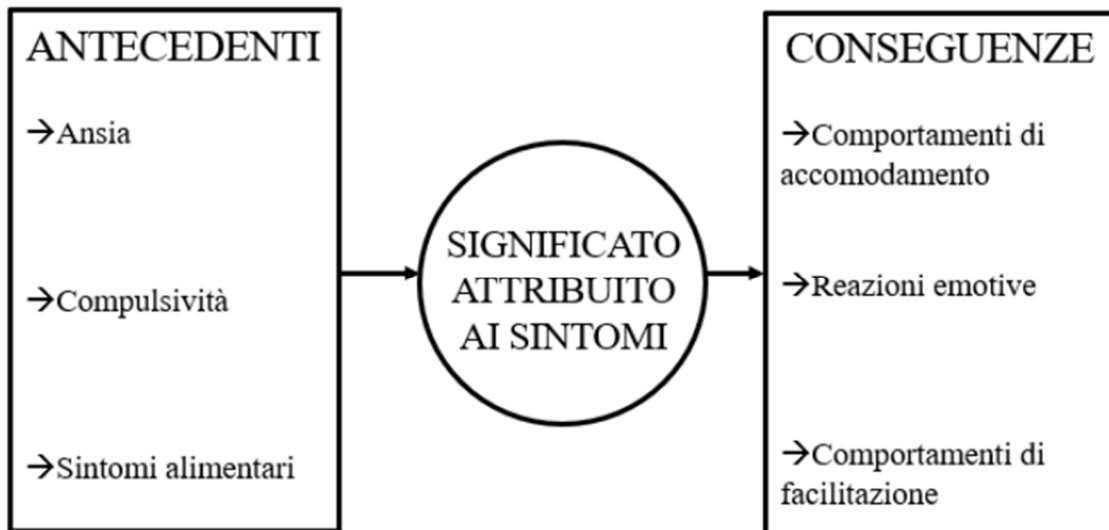 ANTECEDENTI
→Ansia
→Compulsività
→Sintomi alimentari
SIGNIFICATO
ATTRIBUITO
AI SINTOMI
CONSEGUENZE
→Comportamenti di
accomodamento
→Reazioni emotive
→Comportamenti di
facilitazione